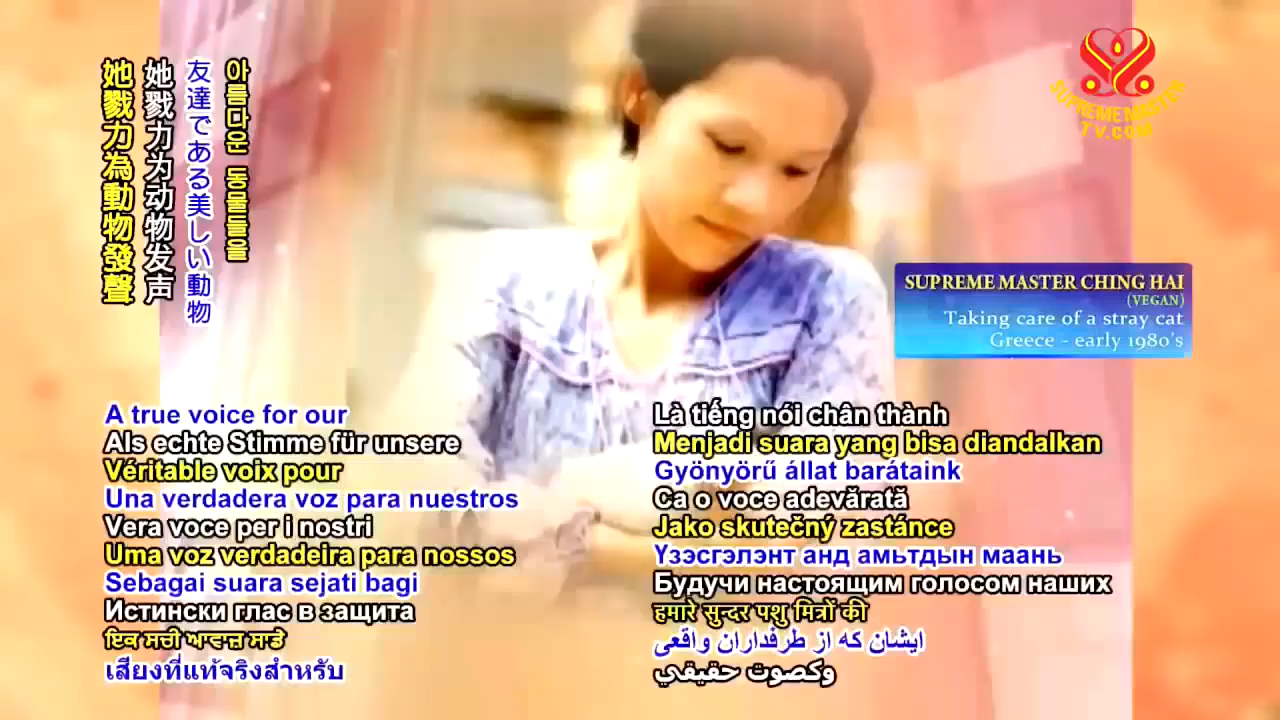 她戮力為動物發聲
她戮力为动物发声
友達である美しい動物
아름다운 동물들을
SUPREME MASTER
TV.COM
SUPREME MASTER CHING HAI
(VEGAN)
Taking care of a stray cat
Greece - early 1980's
A true voice for our
Als echte Stimme für unsere
Véritable voix pour
Una verdadera voz para nuestros
Vera voce per i nostri
Uma voz verdadeira para nossos
Sebagai suara sejati bagi
Истински глас в защита
ਇਕ ਸਚੀ ਆਵਾਜ਼ ਸਾਡੇ
เสียงที่แท้จริงสำหรับ
Là tiếng nói chân thành
Menjadi suara yang bisa diandalkan
Gyönyörű állat barátaink
Ca o voce adevărată
Jako skutečný zastánce
Үзэсгэлэнт анд амьтдын маань
Будучи настоящим голосом наших
हमारे सुन्दर पशु मित्रों की
ایشان که از طرفداران واقعی
وكصوت حقيقي